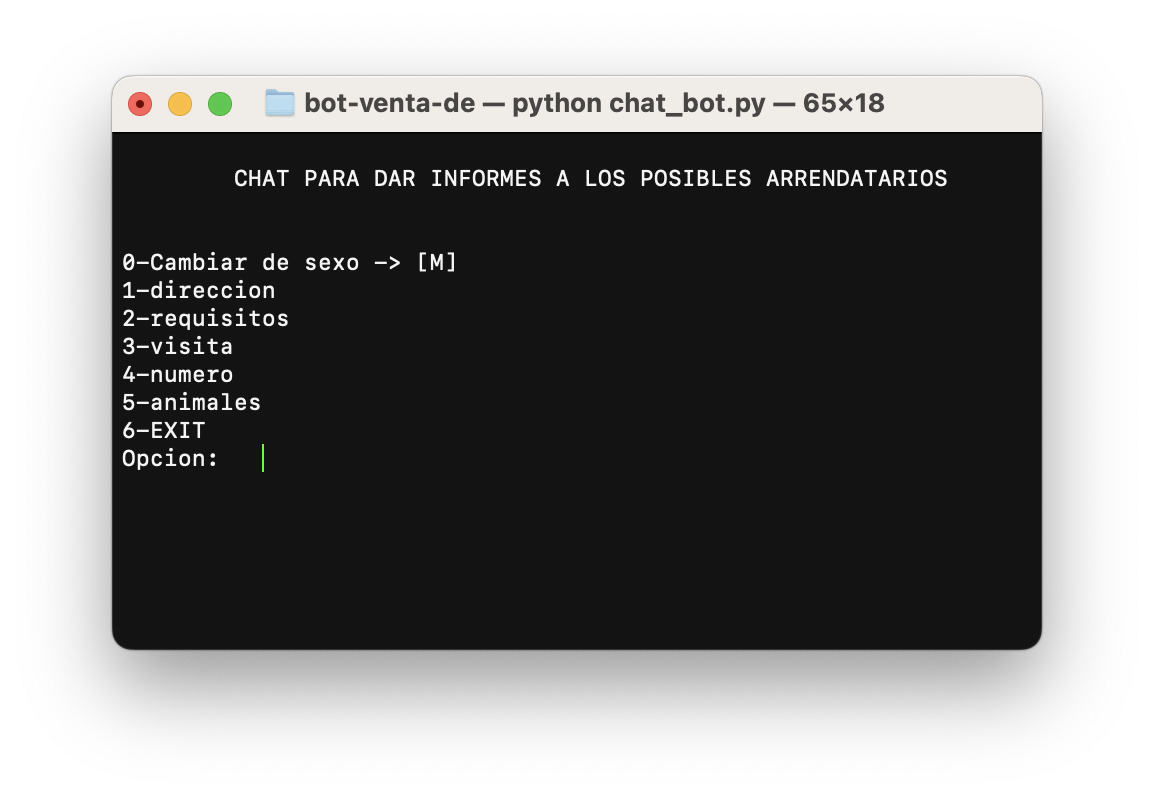 bot-venta-de — python chat_bot.py — 65×18
CHAT PARA DAR INFORMES A LOS POSIBLES ARRENDATARIOS
0-Cambiar de sexo -> [M]
1-direccion
2-requisitos
3-visita
4-numero
5-animales
6-EXIT
Opcion: